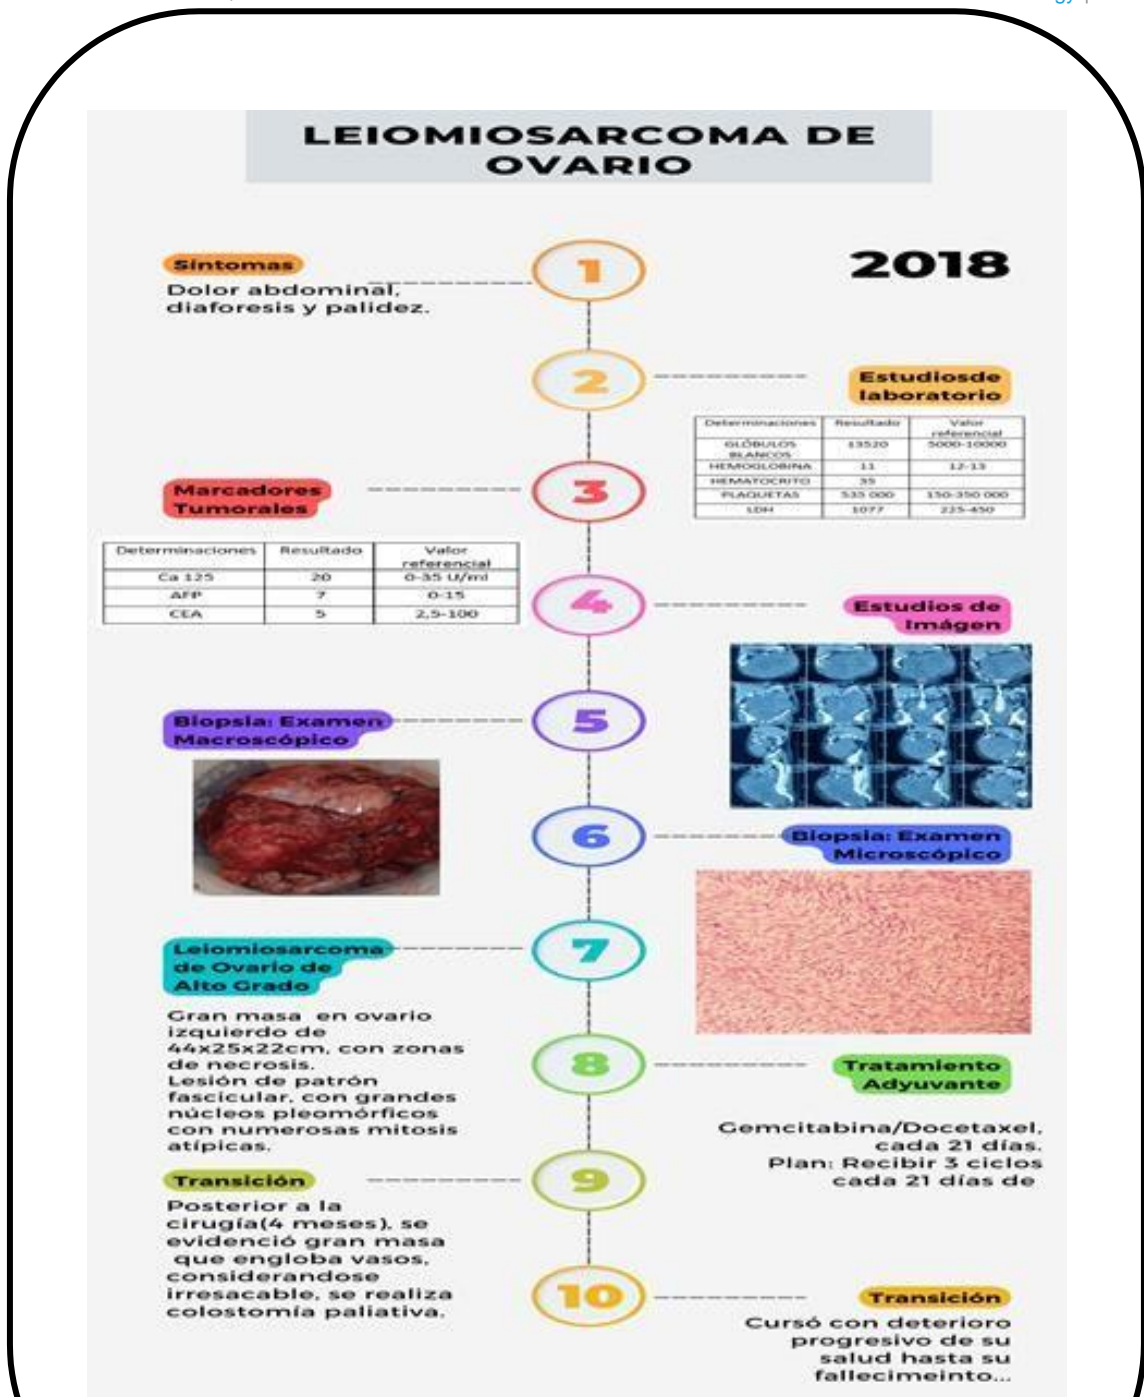 LEIOMIOSARCOMA DE
OVARIO
2018
1
Síntomas
Dolor abdominal,
diaforesis y palidez.
2
Estudiosde
laboratorio
Determinaciones Resultado Valor
referencial
GLÓBULOS
BLANCOS 13520 5000-10000
HEMOGLOBINA 11 12-13
HEMATOCRITO 35
PLAQUETAS 535 000 150-350 000
LDH 1077 225-450
3
Marcadores
Tumorales
Determinaciones Resultado Valor
referencial
Ca 125 20 0-35 U/ml
AFP 7 0-15
CEA 5 2,5-100
4
Estudios de
Imágen
5
Biopsia: Examen
Macroscópico
6
Biopsia: Examen
Microscópico
7
Leiomiosarcoma
de Ovario de
Alto Grado
Gran masa en ovario
izquierdo de
44x25x22cm, con zonas
de necrosis.
Lesión de patrón
fascicular, con grandes
núcleos pleomórficos
con numerosas mitosis
atípicas.
8
Tratamiento
Adyuvante
Gemcitabina/Docetaxel,
cada 21 días.
Plan: Recibir 3 ciclos
cada 21 días de
9
Transición
Posterior a la
cirugía(4 meses), se
evidenció gran masa
que engloba vasos,
considerandose
irresacable, se realiza
colostomía paliativa.
10
Transición
Cursó con deterioro
progresivo de su
salud hasta su
fallecimeinto...